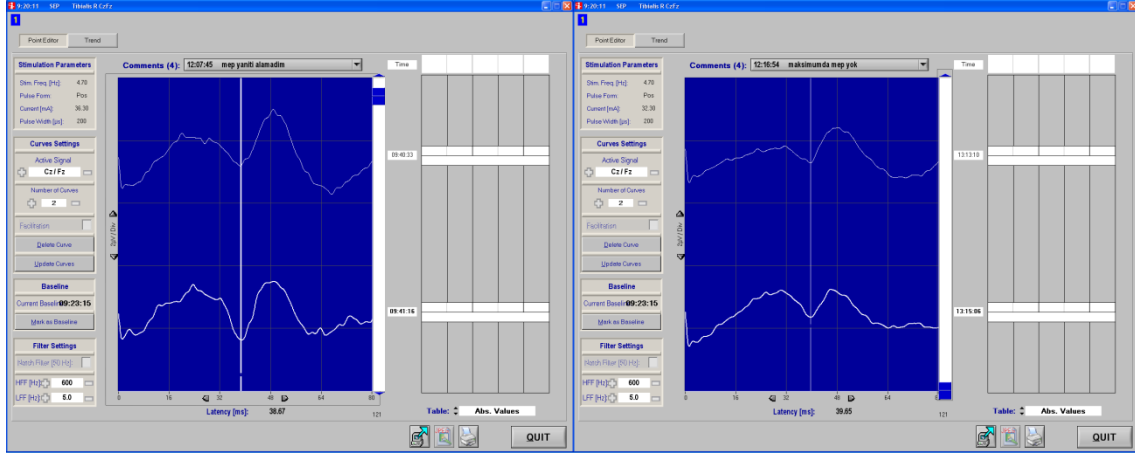 9:20:11 SEP Tibialis R CzFz
1
Point Editor Trend
Stimulation Parameters
Stim. Freq. [Hz]: 4.70
Pulse Form: Pos
Current [mA]: 36.30
Pulse Width [µs]: 200
Curves Settings
Active Signal
Cz / Fz
Number of Curves
2
Facilitation
Delete Curve
Update Curves
Baseline
Current Baselin09:23:15
Mark as Baseline
Filter Settings
Notch Filter [50 Hz]:
HFF [Hz]: 600
LFF [Hz]: 5.0
Comments (4): 12:07:45 mep yaniti alamadim
2µV / Div
16 32 48 64 80
Latency [ms]: 38.67
121
Time
09:40:33
09:41:16
Table: Abs. Values
QUIT
9:20:11 SEP Tibialis R CzFz
1
Point Editor Trend
Stimulation Parameters
Stim. Freq. [Hz]: 4.70
Pulse Form: Pos
Current [mA]: 32.30
Pulse Width [µs]: 200
Curves Settings
Active Signal
Cz / Fz
Number of Curves
2
Facilitation
Delete Curve
Update Curves
Baseline
Current Baselin09:23:15
Mark as Baseline
Filter Settings
Notch Filter [50 Hz]:
HFF [Hz]: 600
LFF [Hz]: 5.0
Comments (4): 12:16:54 maksimumda mep yok
2µV / Div
0 16 32 48 64
Latency [ms]: 39.65
121
Time
13:13:10
13:15:06
Table: Abs. Values
QUIT